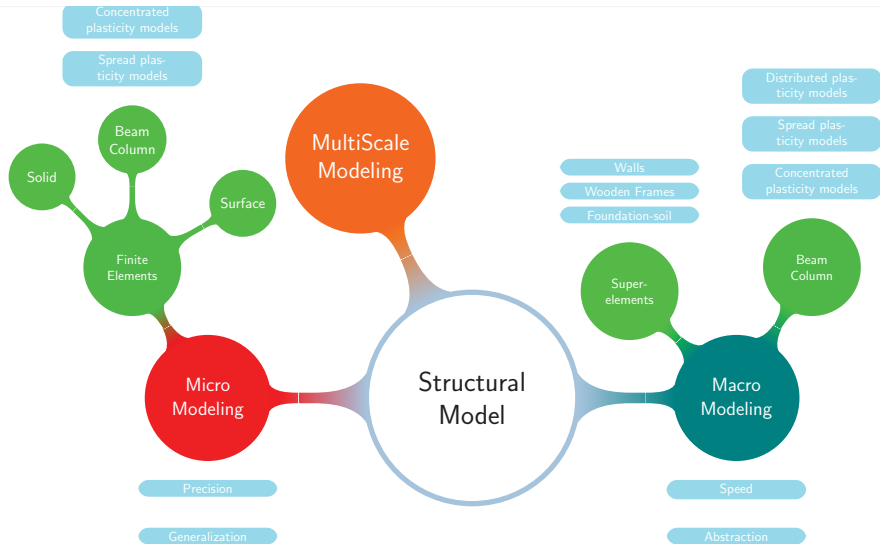 Concentrated
plasticity models
Spread plas-
ticity models
Beam
Column
Solid
Surface
Finite
Elements
Micro
Modeling
Precision
Generalization
MultiScale
Modeling
Structural
Model
Walls
Wooden Frames
Foundation-soil
Super-
elements
Distributed plas-
ticity models
Spread plas-
ticity models
Concentrated
plasticity models
Beam
Column
Macro
Modeling
Speed
Abstraction